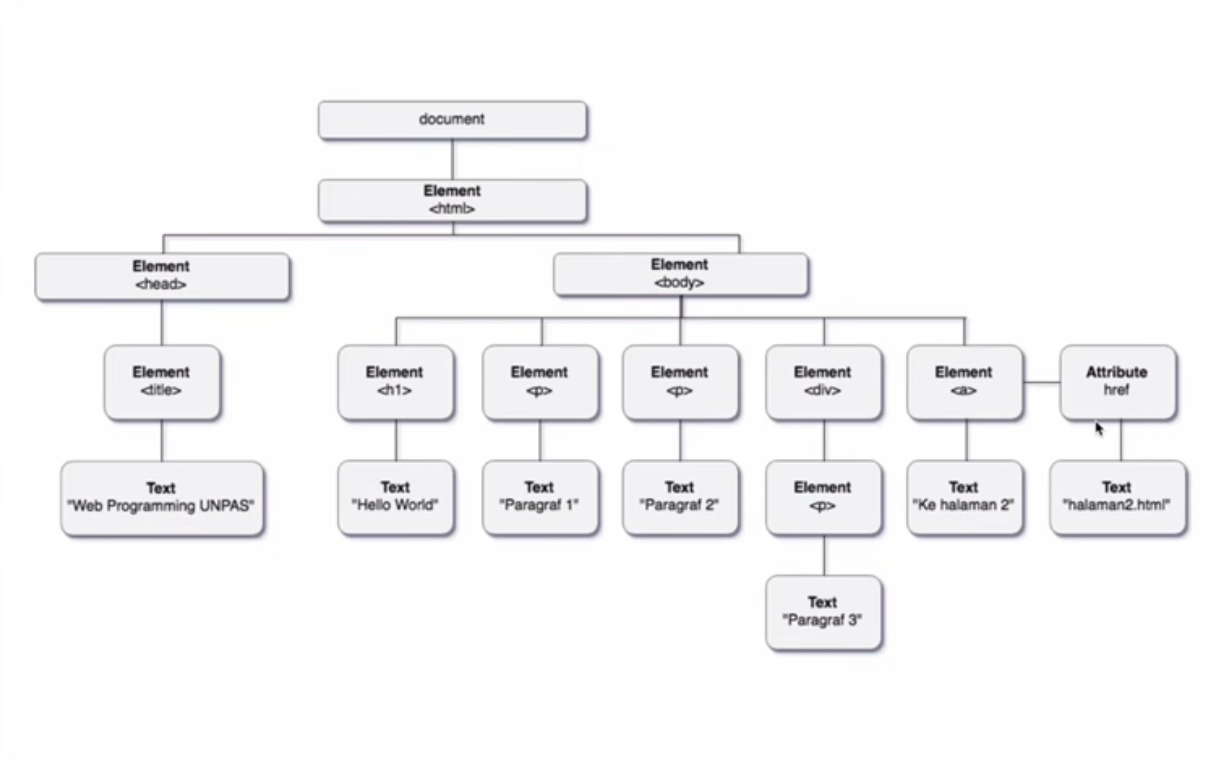 document
Element
<html>
Element
<head>
Element
<body>
Element
<title>
Element
<h1>
Element
<p>
Element
<p>
Element
<div>
Element
<a>
Attribute
href
Text
"Web Programming UNPAS"
Text
"Hello World"
Text
"Paragraf 1"
Text
"Paragraf 2"
Element
<p>
Text
"Ke halaman 2"
Text
"halaman2.html"
Text
"Paragraf 3"